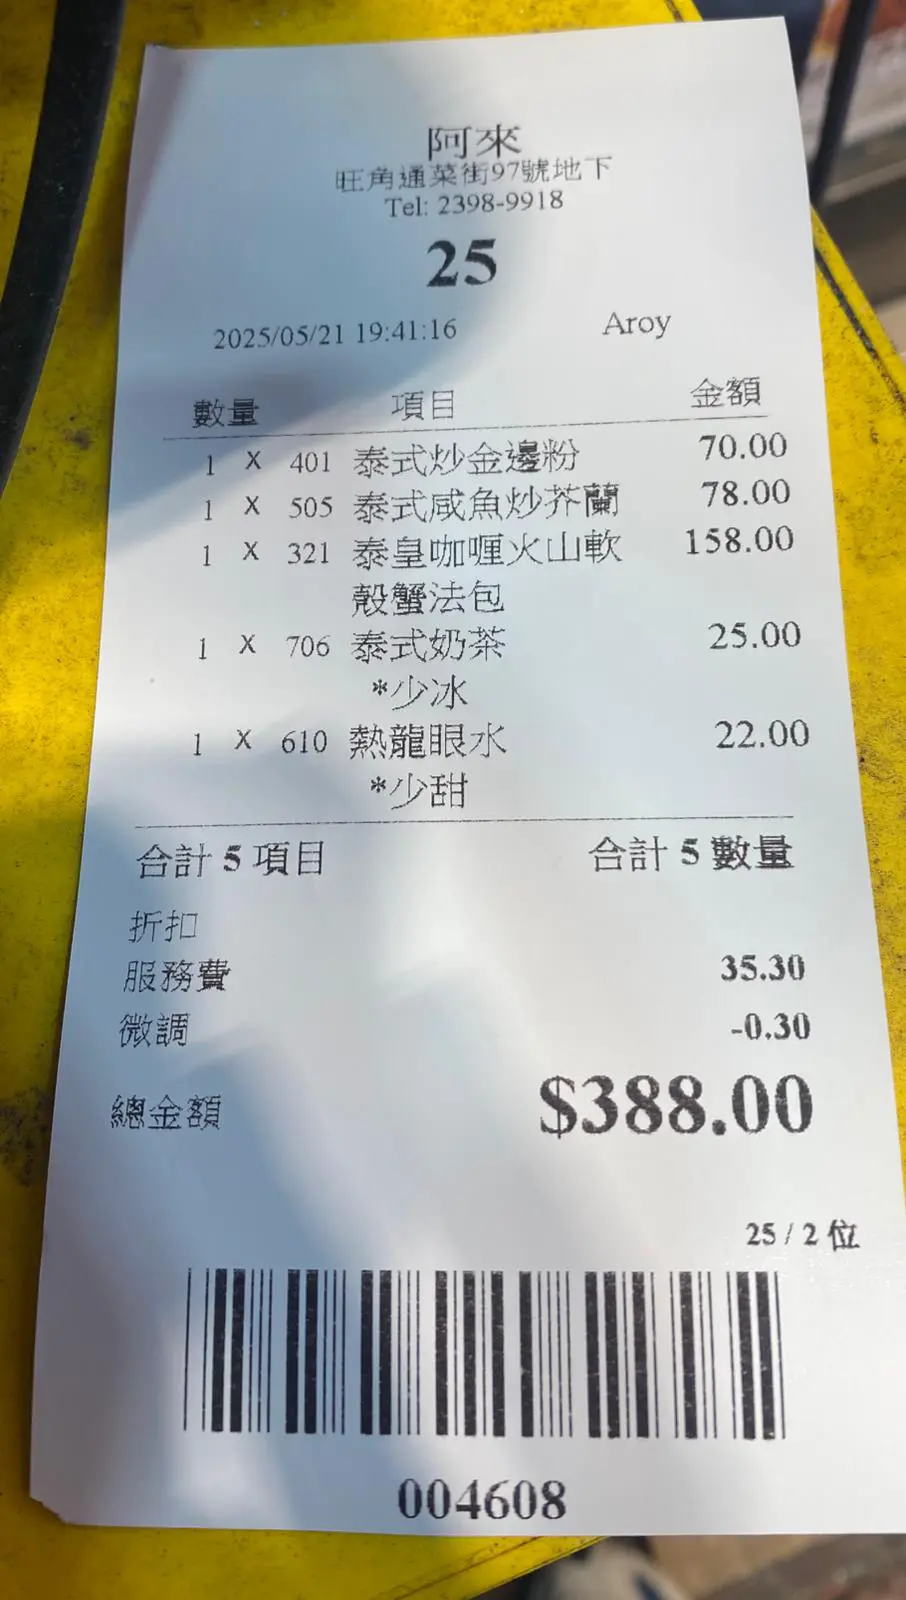 阿來
旺角通菜街97號地下
Tel: 2398-9918
25
2025/05/21 19:41:16 Aroy
數量 項目 金額
1 X 401 泰式炒金邊粉 70.00
1 X 505 泰式咸魚炒芥蘭 78.00
1 X 321 泰皇咖喱火山軟 158.00
殼蟹法包
1 X 706 泰式奶茶 25.00
*少冰
1 X 610 熱龍眼水 22.00
*少甜
合計 5 項目 合計 5 數量
折扣
服務費 35.30
微調 -0.30
總金額 $388.00
25 / 2 位
004608